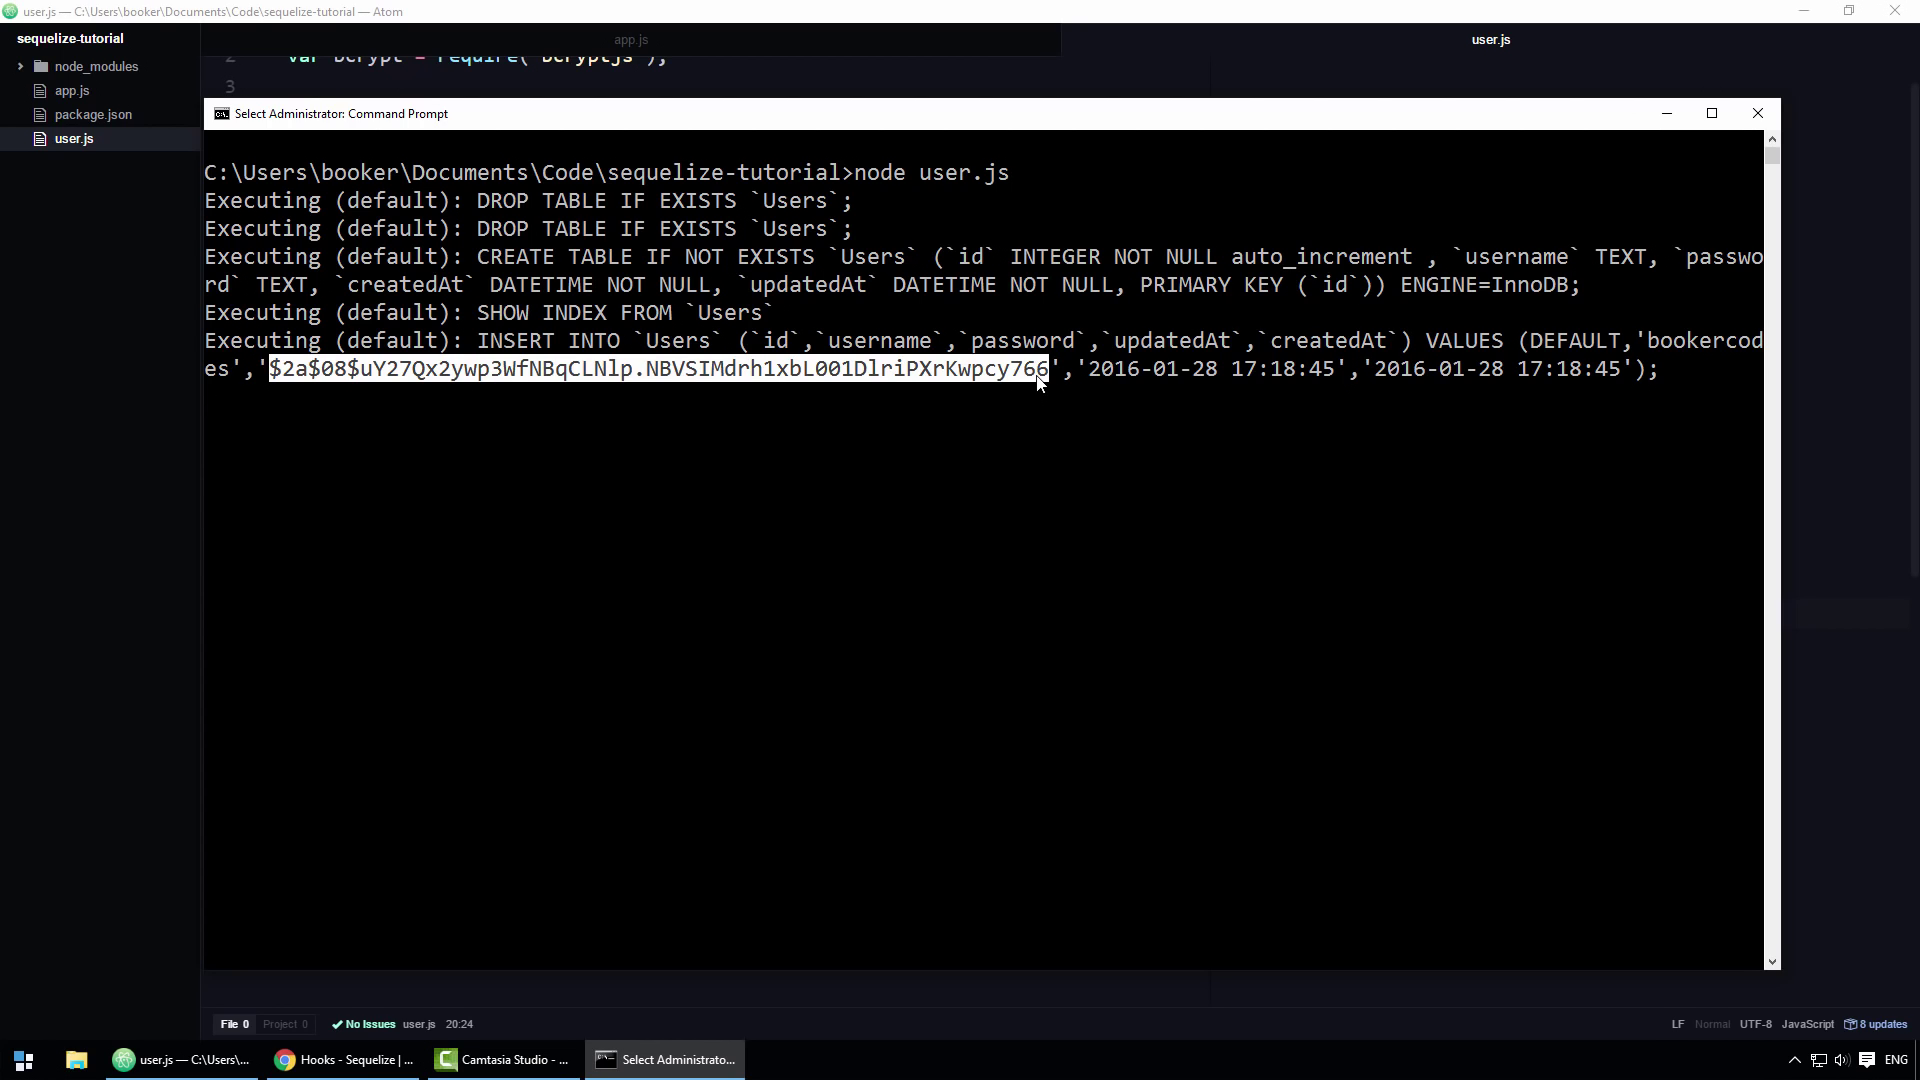 user.js — C:\Users\booker\Documents\Code\sequelize-tutorial — Atom
sequelize-tutorial
node_modules
app.js
package.json
user.js
app.js
user.js
2 var bcrypt = require('bcryptjs');
3
Select Administrator: Command Prompt
C:\Users\booker\Documents\Code\sequelize-tutorial>node user.js
Executing (default): DROP TABLE IF EXISTS `Users`;
Executing (default): DROP TABLE IF EXISTS `Users`;
Executing (default): CREATE TABLE IF NOT EXISTS `Users` (`id` INTEGER NOT NULL auto_increment , `username` TEXT, `passwo
rd` TEXT, `createdAt` DATETIME NOT NULL, `updatedAt` DATETIME NOT NULL, PRIMARY KEY (`id`)) ENGINE=InnoDB;
Executing (default): SHOW INDEX FROM `Users`
Executing (default): INSERT INTO `Users` (`id`,`username`,`password`,`updatedAt`,`createdAt`) VALUES (DEFAULT,'bookercod
es','$2a$08$uY27Qx2ywp3WfNBqCLNlp.NBVSIMdrh1xbL001DlriPXrKwpcy766','2016-01-28 17:18:45','2016-01-28 17:18:45');
File 0 Project 0 No Issues user.js 20:24
LF Normal UTF-8 JavaScript 8 updates
user.js — C:\Users\...
Hooks - Sequelize | ...
Camtasia Studio - ...
Select Administrato...
ENG